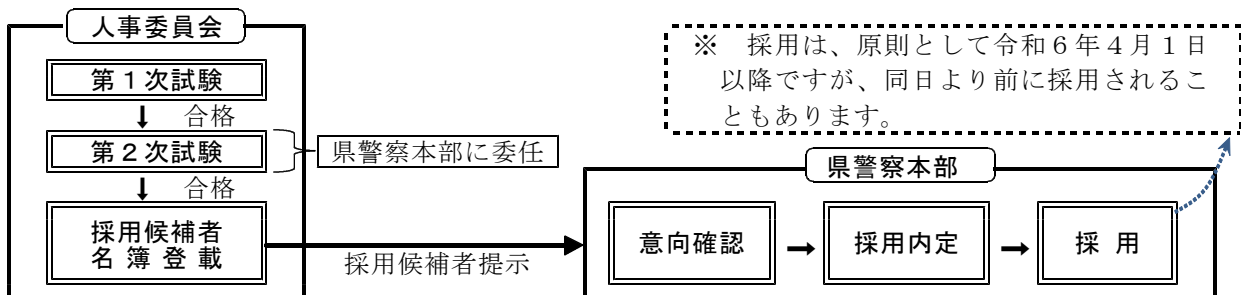 人事委員会
第１次試験
合格
第２次試験
県警察本部に委任
合格
採用候補者
名簿登載
採用候補者提示
※　採用は、原則として令和６年４月１日
以降ですが、同日より前に採用されるこ
ともあります。
県警察本部
意向確認
採用内定
採用